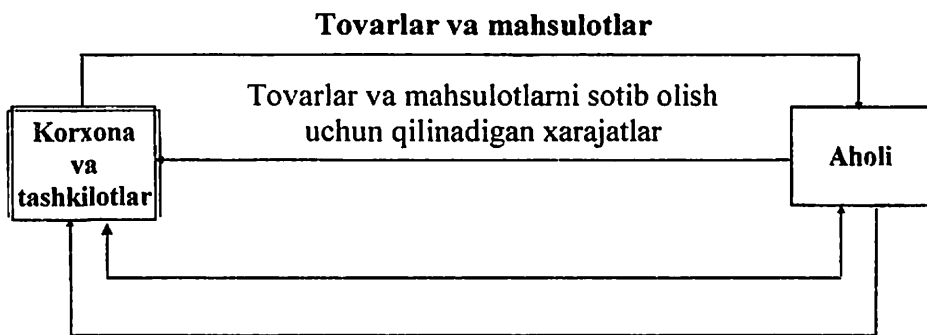 Tovarlar va mahsulotlar
Tovarlar va mahsulotlarni sotib olish
uchun qilinadigan xarajatlar
Korxona
va
tashkilotlar
Aholi